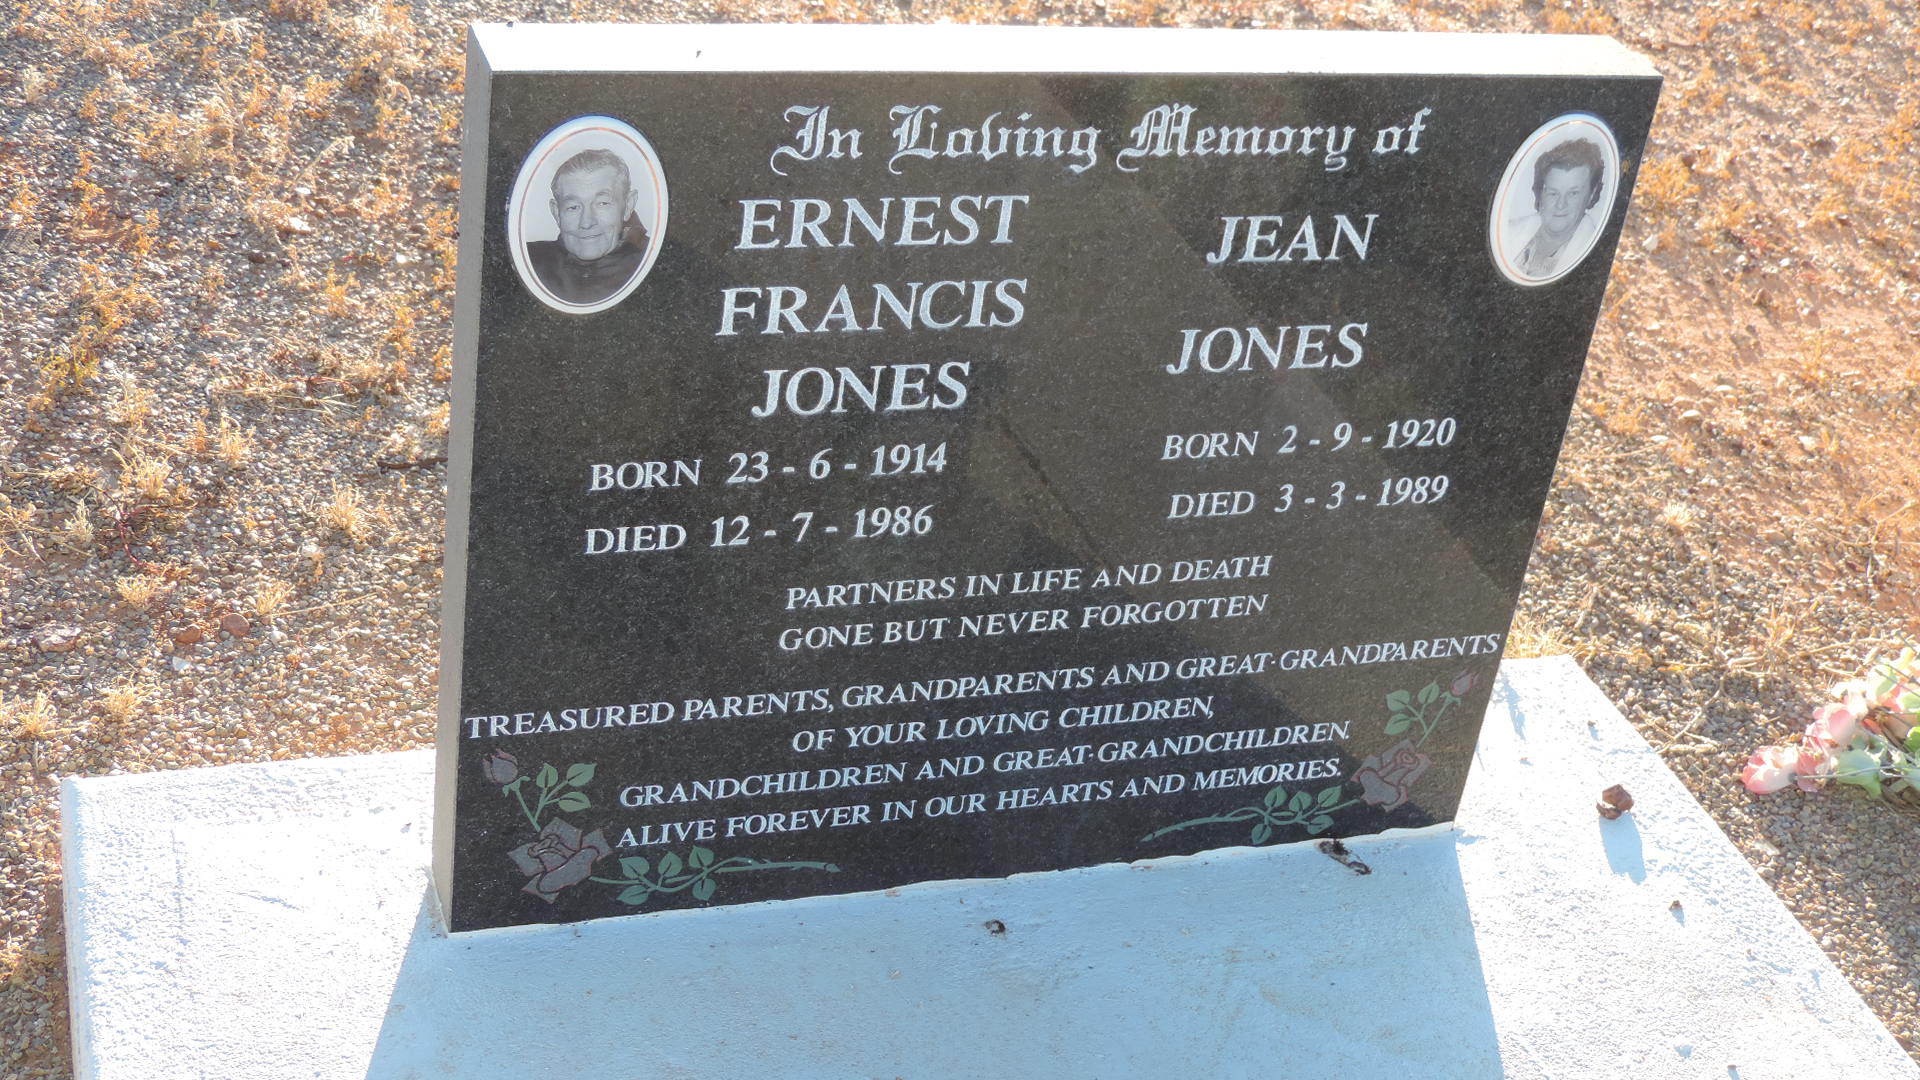 In Loving Memory of
ERNEST
FRANCIS
JONES
BORN 23 - 6 - 1914
DIED 12 - 7 - 1986
JEAN
JONES
BORN 2 - 9 - 1920
DIED 3 - 3 - 1989
PARTNERS IN LIFE AND DEATH
GONE BUT NEVER FORGOTTEN
TREASURED PARENTS, GRANDPARENTS AND GREAT-GRANDPARENTS
OF YOUR LOVING CHILDREN,
GRANDCHILDREN AND GREAT-GRANDCHILDREN.
ALIVE FOREVER IN OUR HEARTS AND MEMORIES.